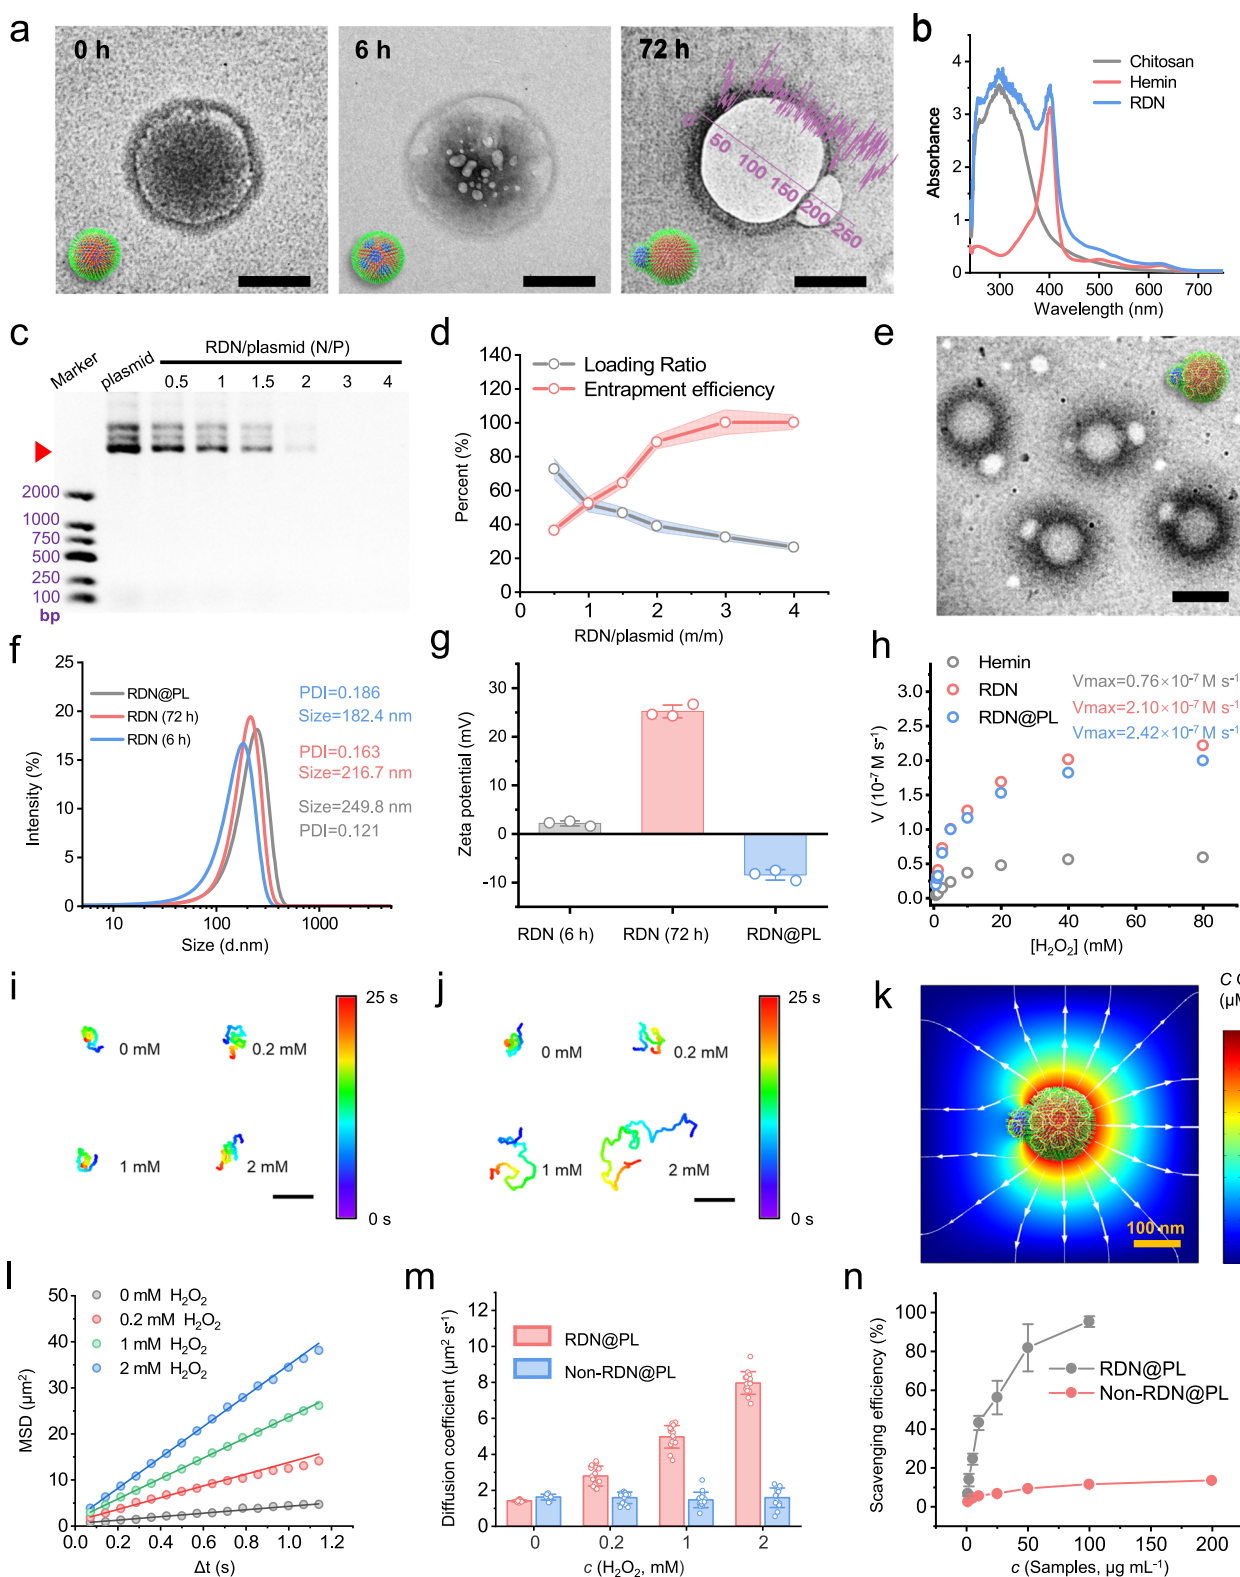 a
0 h
6 h
72 h
0
50
100
150
200
250
b
Absorbance
4
3
2
1
0
Chitosan
Hemin
RDN
300 400 500 600 700
Wavelength (nm)
c
Marker
plasmid
RDN/plasmid (N/P)
0.5 1 1.5 2 3 4
2000
1000
750
500
250
100
bp
d
Percent (%)
140
120
100
80
60
40
20
0
Loading Ratio
Entrapment efficiency
0 1 2 3 4
RDN/plasmid (m/m)
e
f
Intensity (%)
25
20
15
10
5
0
RDN@PL
RDN (72 h)
RDN (6 h)
PDI=0.186
Size=182.4 nm
PDI=0.163
Size=216.7 nm
Size=249.8 nm
PDI=0.121
10 100 1000
Size (d.nm)
g
Zeta potential (mV)
30
20
10
0
-10
RDN (6 h) RDN (72 h) RDN@PL
h
V (10⁻⁷ M s⁻¹)
3.0
2.5
2.0
1.5
1.0
0.5
0.0
Hemin
RDN
RDN@PL
Vmax=0.76×10⁻⁷ M s⁻¹
Vmax=2.10×10⁻⁷ M s⁻¹
Vmax=2.42×10⁻⁷ M s⁻¹
0 20 40 60 80
[H₂O₂] (mM)
i
0 mM
0.2 mM
1 mM
2 mM
25 s
0 s
j
0 mM
0.2 mM
1 mM
2 mM
25 s
0 s
k
100 nm
C
(µM
l
MSD (µm²)
50
40
30
20
10
0
0 mM H₂O₂
0.2 mM H₂O₂
1 mM H₂O₂
2 mM H₂O₂
0.0 0.2 0.4 0.6 0.8 1.0 1.2
Δt (s)
m
Diffusion coefficient (µm² s⁻¹)
12
10
8
6
4
2
0
RDN@PL
Non-RDN@PL
0 0.2 1 2
c (H₂O₂, mM)
n
Scavenging efficiency (%)
100
80
60
40
20
0
RDN@PL
Non-RDN@PL
0 50 100 150 200
c (Samples, µg mL⁻¹)